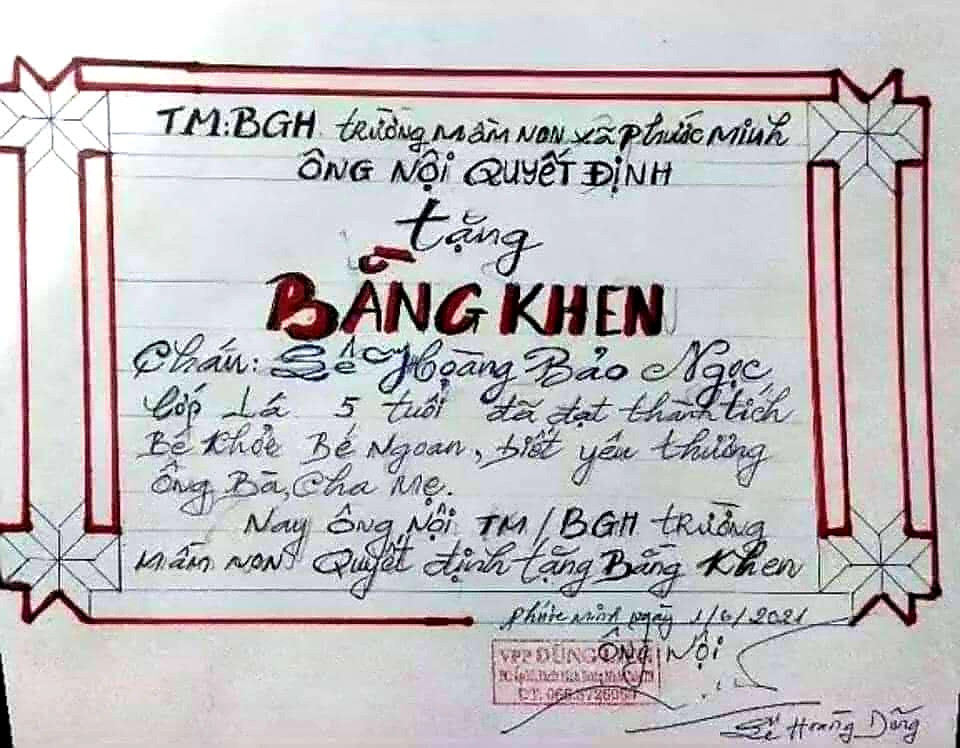 TM.BGH trường mầm non xã Phước Minh
ÔNG NỘI QUYẾT ĐỊNH
tặng
BẰNG KHEN
Cháu: Lê Hoàng Bảo Ngọc
Lớp Lá 5 tuổi đã đạt thành tích
Bé Khỏe Bé Ngoan, biết yêu thương
Ông Bà, Cha Mẹ.
Nay Ông Nội TM/BGH trường
Mầm non Quyết định tặng Bằng Khen
Phước Minh ngày 1/6/2021
Ông Nội
VPP DŨNG
ĐT.
Lê Hoàng Dũng